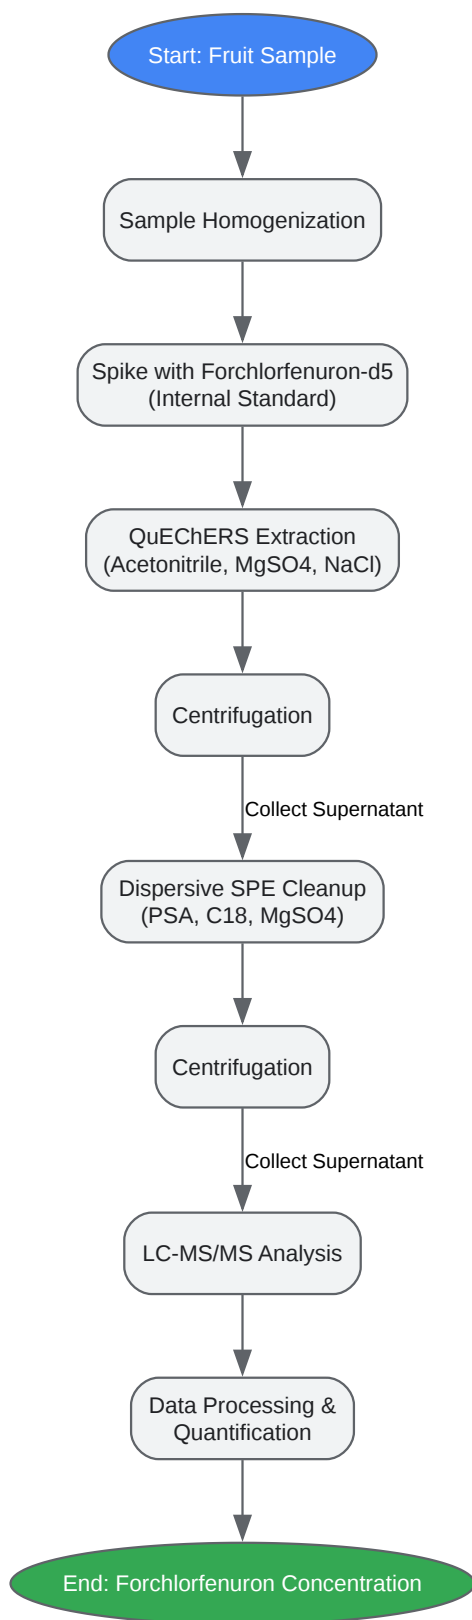 Start: Fruit Sample
Sample Homogenization
Spike with Forchlorfenuron-d5
(Internal Standard)
QuEChERS Extraction
(Acetonitrile, MgSO4, NaCl)
Centrifugation
Collect Supernatant
Dispersive SPE Cleanup
(PSA, C18, MgSO4)
Centrifugation
Collect Supernatant
LC-MS/MS Analysis
Data Processing &
Quantification
End: Forchlorfenuron Concentration